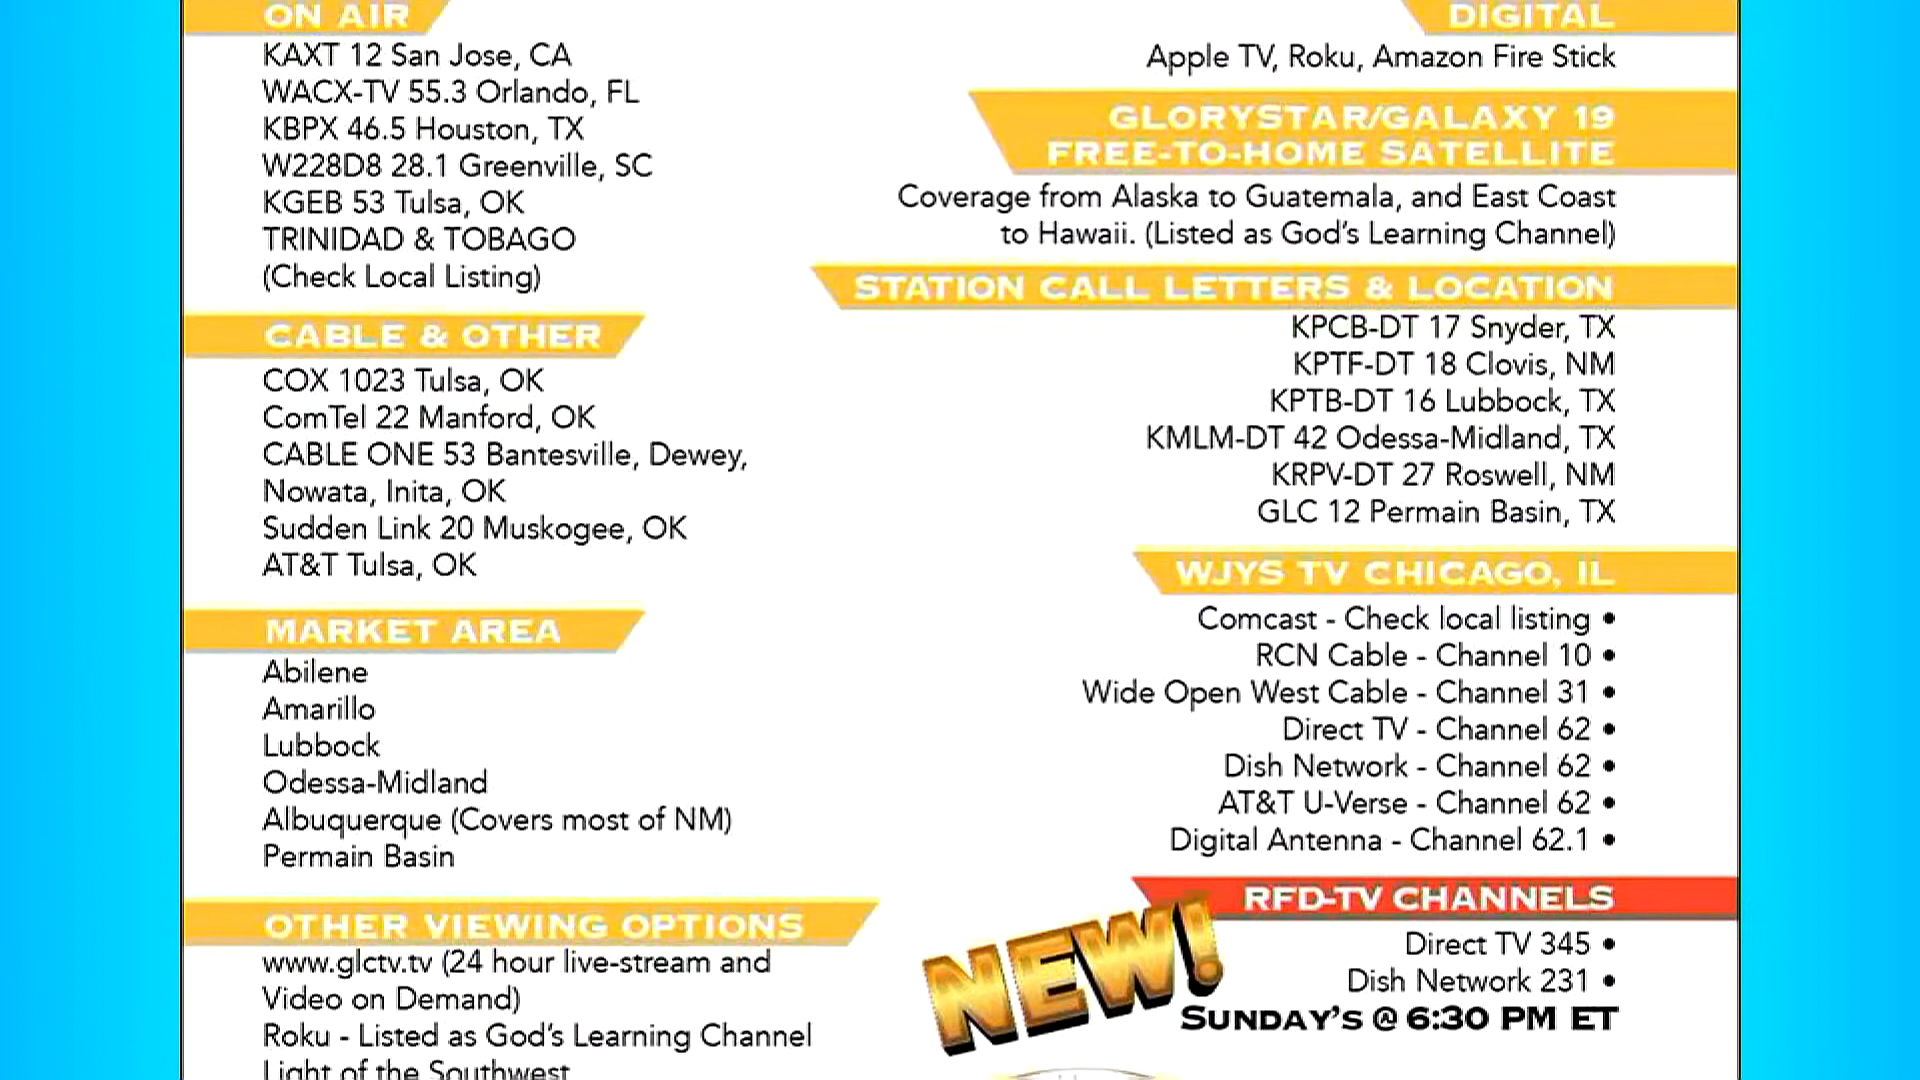 ON AIR
KAXT 12 San Jose, CA
WACX-TV 55.3 Orlando, FL
KBPX 46.5 Houston, TX
W228D8 28.1 Greenville, SC
KGEB 53 Tulsa, OK
TRINIDAD & TOBAGO
(Check Local Listing)
CABLE & OTHER
COX 1023 Tulsa, OK
ComTel 22 Manford, OK
CABLE ONE 53 Bantesville, Dewey,
Nowata, Inita, OK
Sudden Link 20 Muskogee, OK
AT&T Tulsa, OK
MARKET AREA
Abilene
Amarillo
Lubbock
Odessa-Midland
Albuquerque (Covers most of NM)
Permain Basin
OTHER VIEWING OPTIONS
www.glctv.tv (24 hour live-stream and
Video on Demand)
Roku - Listed as God's Learning Channel
Light of the Southwest
DIGITAL
Apple TV, Roku, Amazon Fire Stick
GLORYSTAR/GALAXY 19
FREE-TO-HOME SATELLITE
Coverage from Alaska to Guatemala, and East Coast
to Hawaii. (Listed as God's Learning Channel)
STATION CALL LETTERS & LOCATION
KPCB-DT 17 Snyder, TX
KPTF-DT 18 Clovis, NM
KPTB-DT 16 Lubbock, TX
KMLM-DT 42 Odessa-Midland, TX
KRPV-DT 27 Roswell, NM
GLC 12 Permain Basin, TX
WJYS TV CHICAGO, IL
Comcast - Check local listing •
RCN Cable - Channel 10 •
Wide Open West Cable - Channel 31 •
Direct TV - Channel 62 •
Dish Network - Channel 62 •
AT&T U-Verse - Channel 62 •
Digital Antenna - Channel 62.1 •
RFD-TV CHANNELS
NEW!
Direct TV 345 •
Dish Network 231 •
SUNDAY'S @ 6:30 PM ET